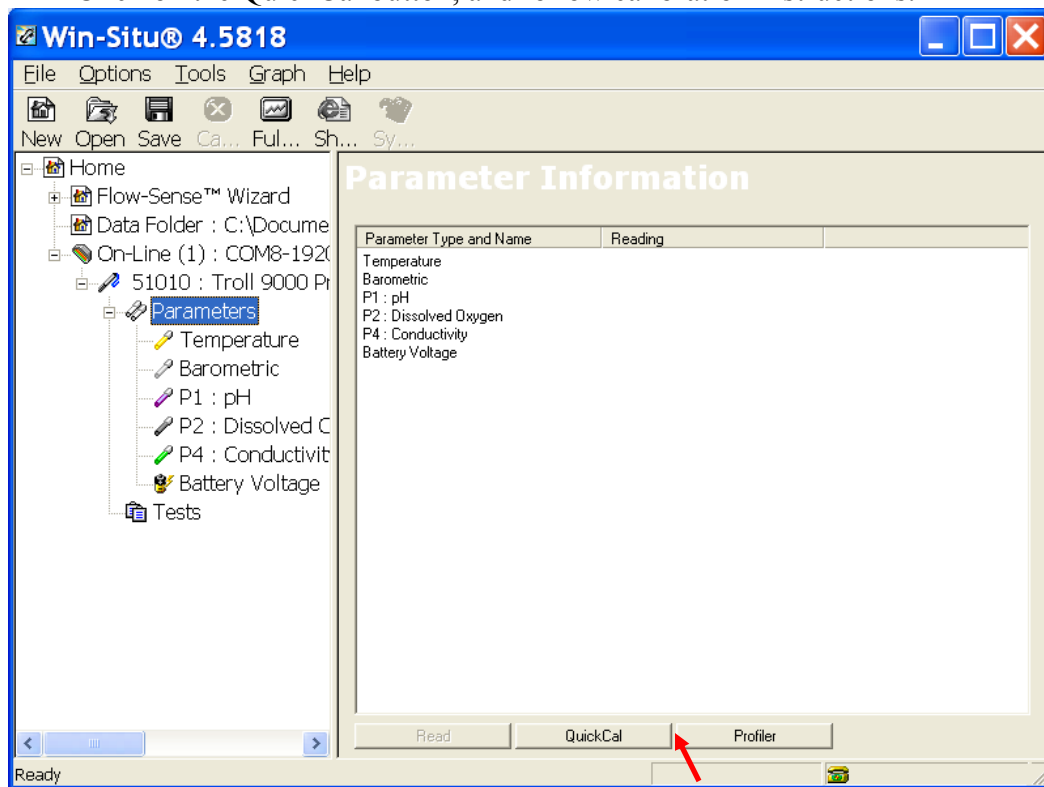 Win-Situ® 4.5818
File Options Tools Graph Help
New Open Save Ca... Ful... Sh... Sy...
Home
Flow-Sense™ Wizard
Data Folder : C:\Docume
On-Line (1) : COM8-1920
51010 : Troll 9000 Pr
Parameters
Temperature
Barometric
P1 : pH
P2 : Dissolved O
P4 : Conductivit
Battery Voltage
Tests
Parameter Information
Parameter Type and Name Reading
Temperature
Barometric
P1 : pH
P2 : Dissolved Oxygen
P4 : Conductivity
Battery Voltage
Read QuickCal Profiler
Ready